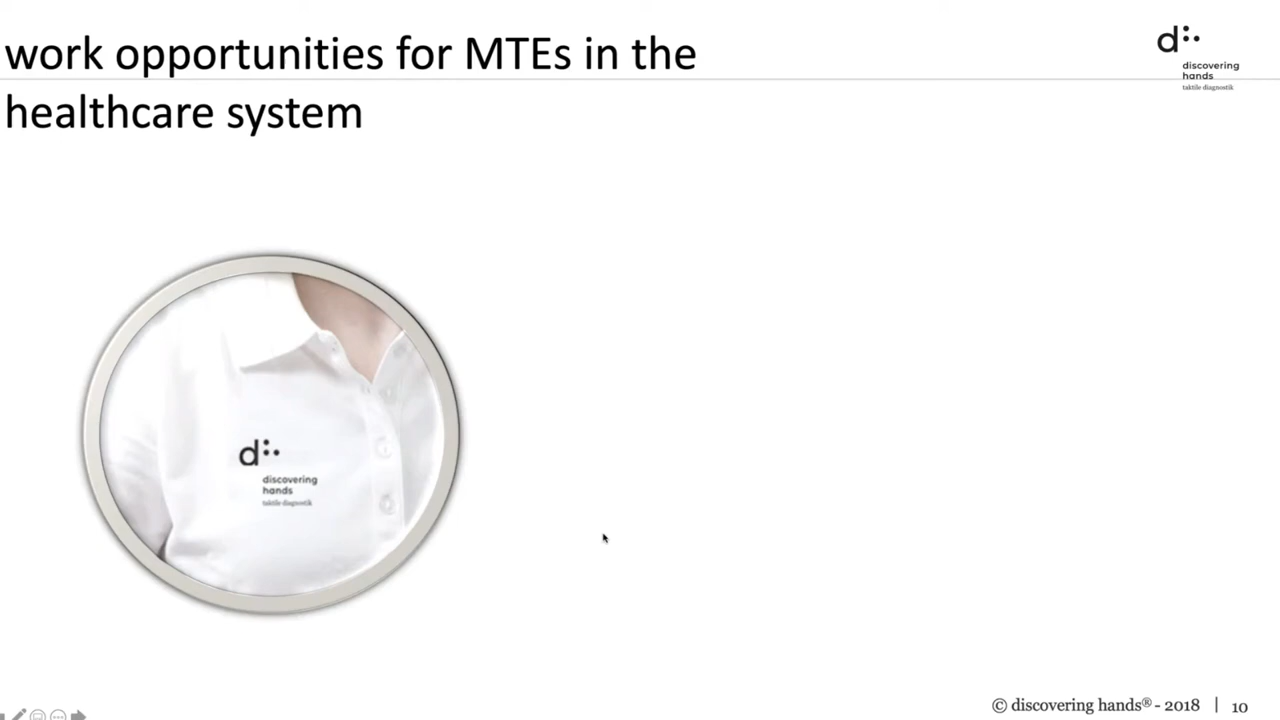 work opportunities for MTEs in the
healthcare system
d:.
discovering
hands
taktile diagnostik
d:.
discovering
hands
taktile diagnostik
© discovering hands® - 2018 | 10